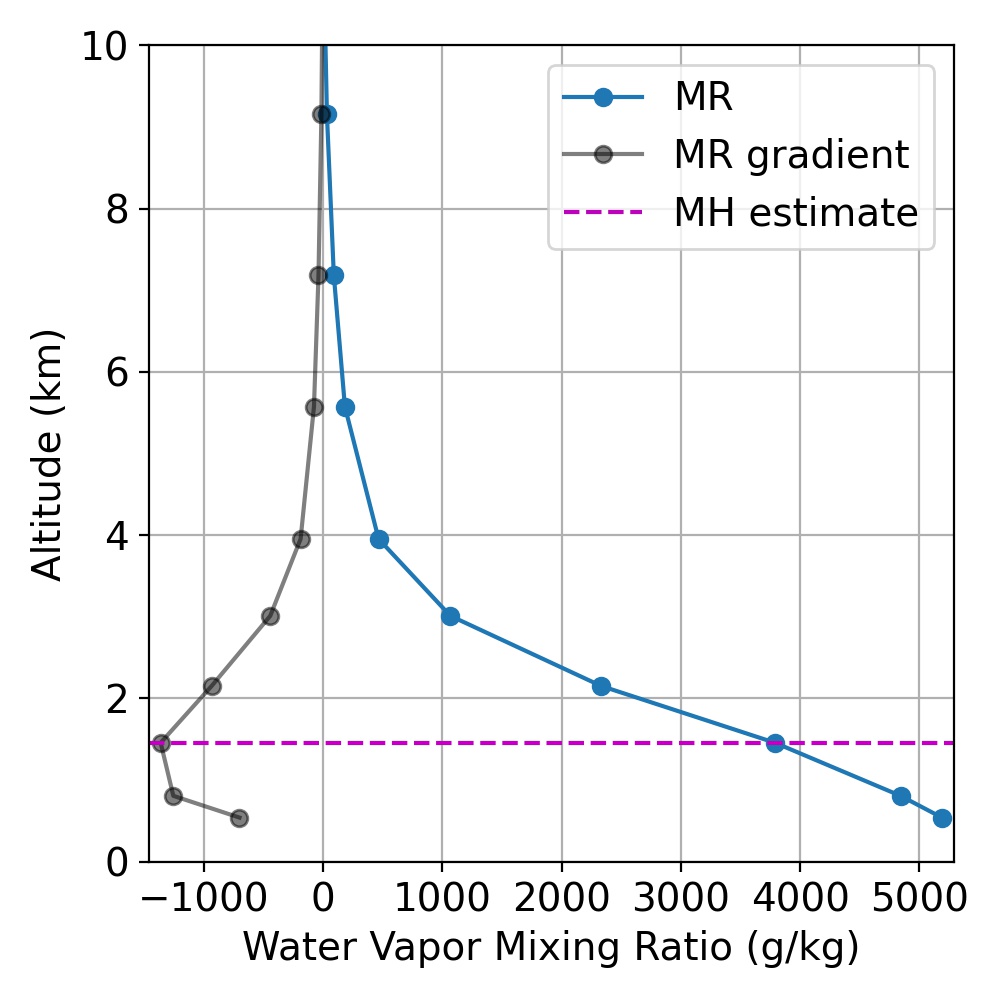 10
8
6
4
2
0
Altitude (km)
MR
MR gradient
MH estimate
−1000 0 1000 2000 3000 4000 5000
Water Vapor Mixing Ratio (g/kg)